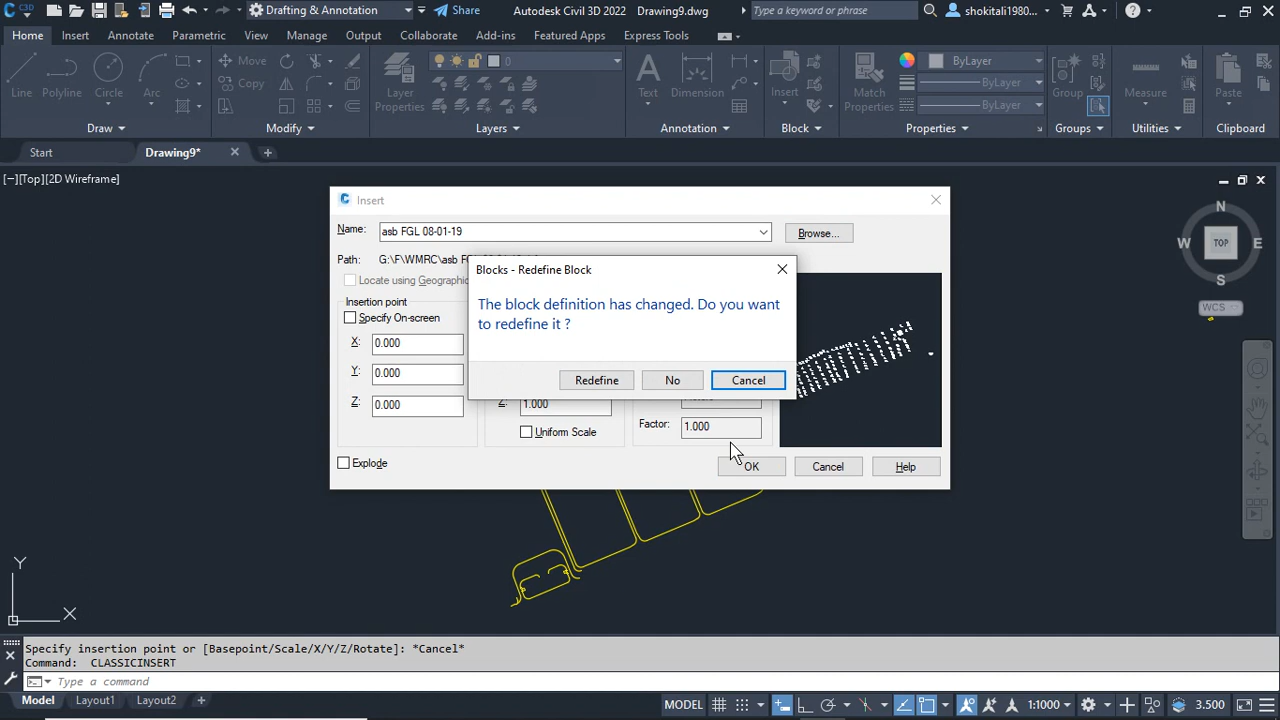 Drafting & Annotation
Share
Autodesk Civil 3D 2022 Drawing9.dwg
Type a keyword or phrase
shokitali1980...
C3D
Home Insert Annotate Parametric View Manage Output Collaborate Add-ins Featured Apps Express Tools
Line Polyline Circle Arc
Move
Copy
Layer
Properties
0
Text Dimension
Insert
Match
Properties
ByLayer
ByLayer
ByLayer
Group
Measure
Paste
Draw Modify Layers Annotation Block Properties Groups Utilities Clipboard
Start Drawing9*
[−][Top][2D Wireframe]
N
W TOP E
S
WCS
Insert
Name: asb FGL 08-01-19 Browse...
Path:
Locate using Geographic
Insertion point
Specify On-screen
X: 0.000
Y: 0.000
Z: 0.000
Z: 1.000
Uniform Scale
Factor: 1.000
Explode
OK Cancel Help
Blocks - Redefine Block
The block definition has changed. Do you want
to redefine it ?
Redefine No Cancel
Y
X
Specify insertion point or [Basepoint/Scale/X/Y/Z/Rotate]: *Cancel*
Command: CLASSICINSERT
Type a command
Model Layout1 Layout2
MODEL 1:1000 3.500